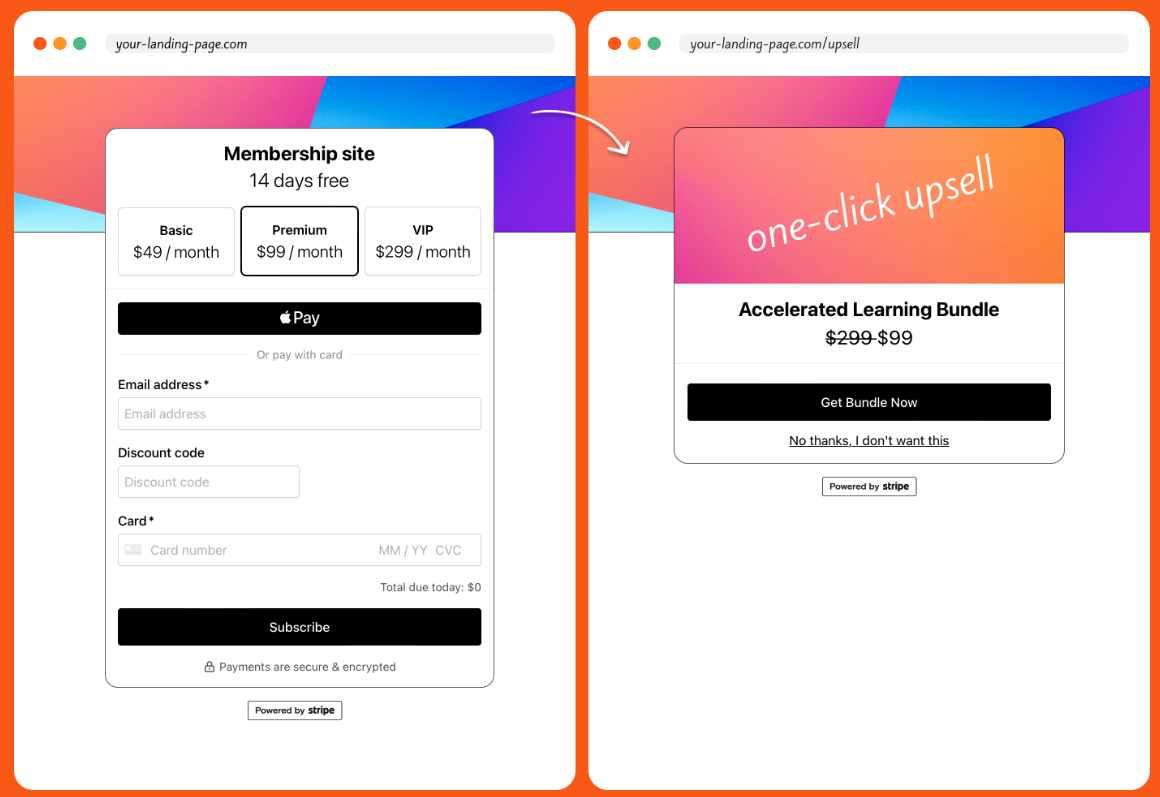 your-landing-page.com
Membership site
14 days free
Basic
$49 / month
Premium
$99 / month
VIP
$299 / month
Pay
Or pay with card
Email address*
Email address
Discount code
Discount code
Card*
Card number MM / YY CVC
Total due today: $0
Subscribe
Payments are secure & encrypted
Powered by stripe
your-landing-page.com/upsell
one-click upsell
Accelerated Learning Bundle
$299 $99
Get Bundle Now
No thanks, I don't want this
Powered by stripe